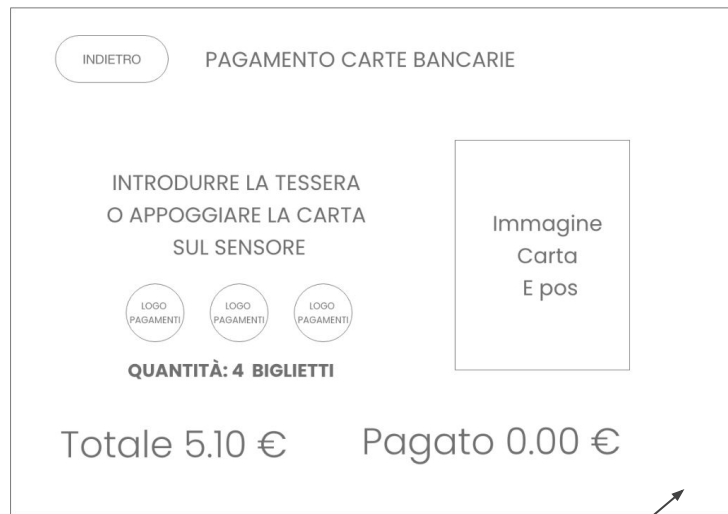 INDIETRO
PAGAMENTO CARTE BANCARIE
INTRODURRE LA TESSERA
O APPOGGIARE LA CARTA
SUL SENSORE
Immagine
Carta
E pos
LOGO
PAGAMENTI
LOGO
PAGAMENTI
LOGO
PAGAMENTI
QUANTITÀ: 4 BIGLIETTI
Totale 5.10 €
Pagato 0.00 €